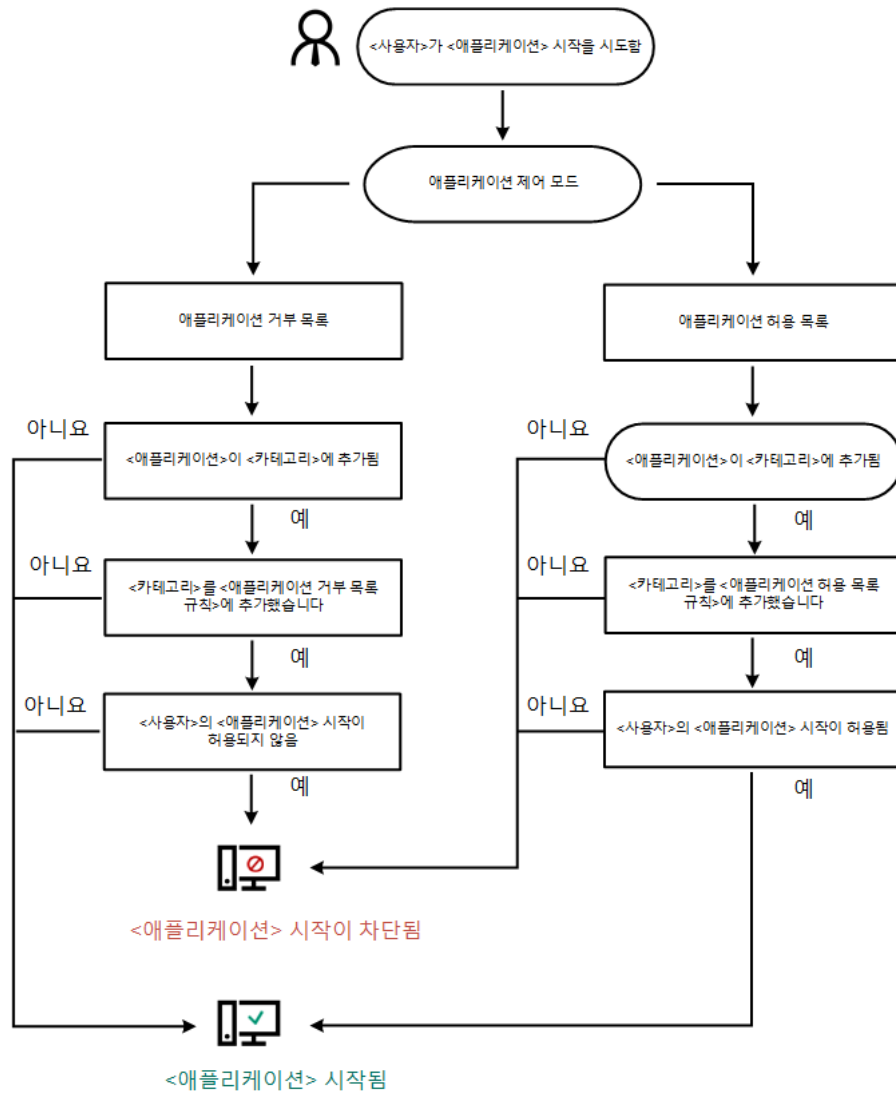 <사용자>가 <애플리케이션> 시작을 시도함
애플리케이션 제어 모드
애플리케이션 거부 목록
애플리케이션 허용 목록
아니요
아니요
<애플리케이션>이 <카테고리>에 추가됨
<애플리케이션>이 <카테고리>에 추가됨
예
예
아니요
아니요
<카테고리>를 <애플리케이션 거부 목록
규칙>에 추가했습니다
<카테고리>를 <애플리케이션 허용 목록
규칙>에 추가했습니다
예
예
아니요
아니요
<사용자>의 <애플리케이션> 시작이
허용되지 않음
<사용자>의 <애플리케이션> 시작이 허용됨
예
예
<애플리케이션> 시작이 차단됨
<애플리케이션> 시작됨